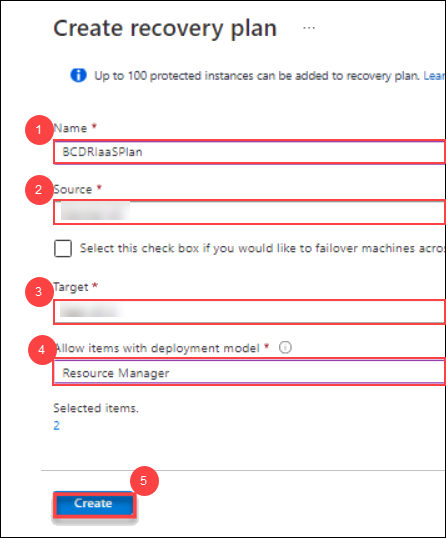 Create recovery plan ...
Up to 100 protected instances can be added to recovery plan. Lear
1
Name *
BCDRIaaSPlan
2
Source *
Select this check box if you would like to failover machines acros
3
Target *
4
Allow items with deployment model *
Resource Manager
Selected items.
2
5
Create